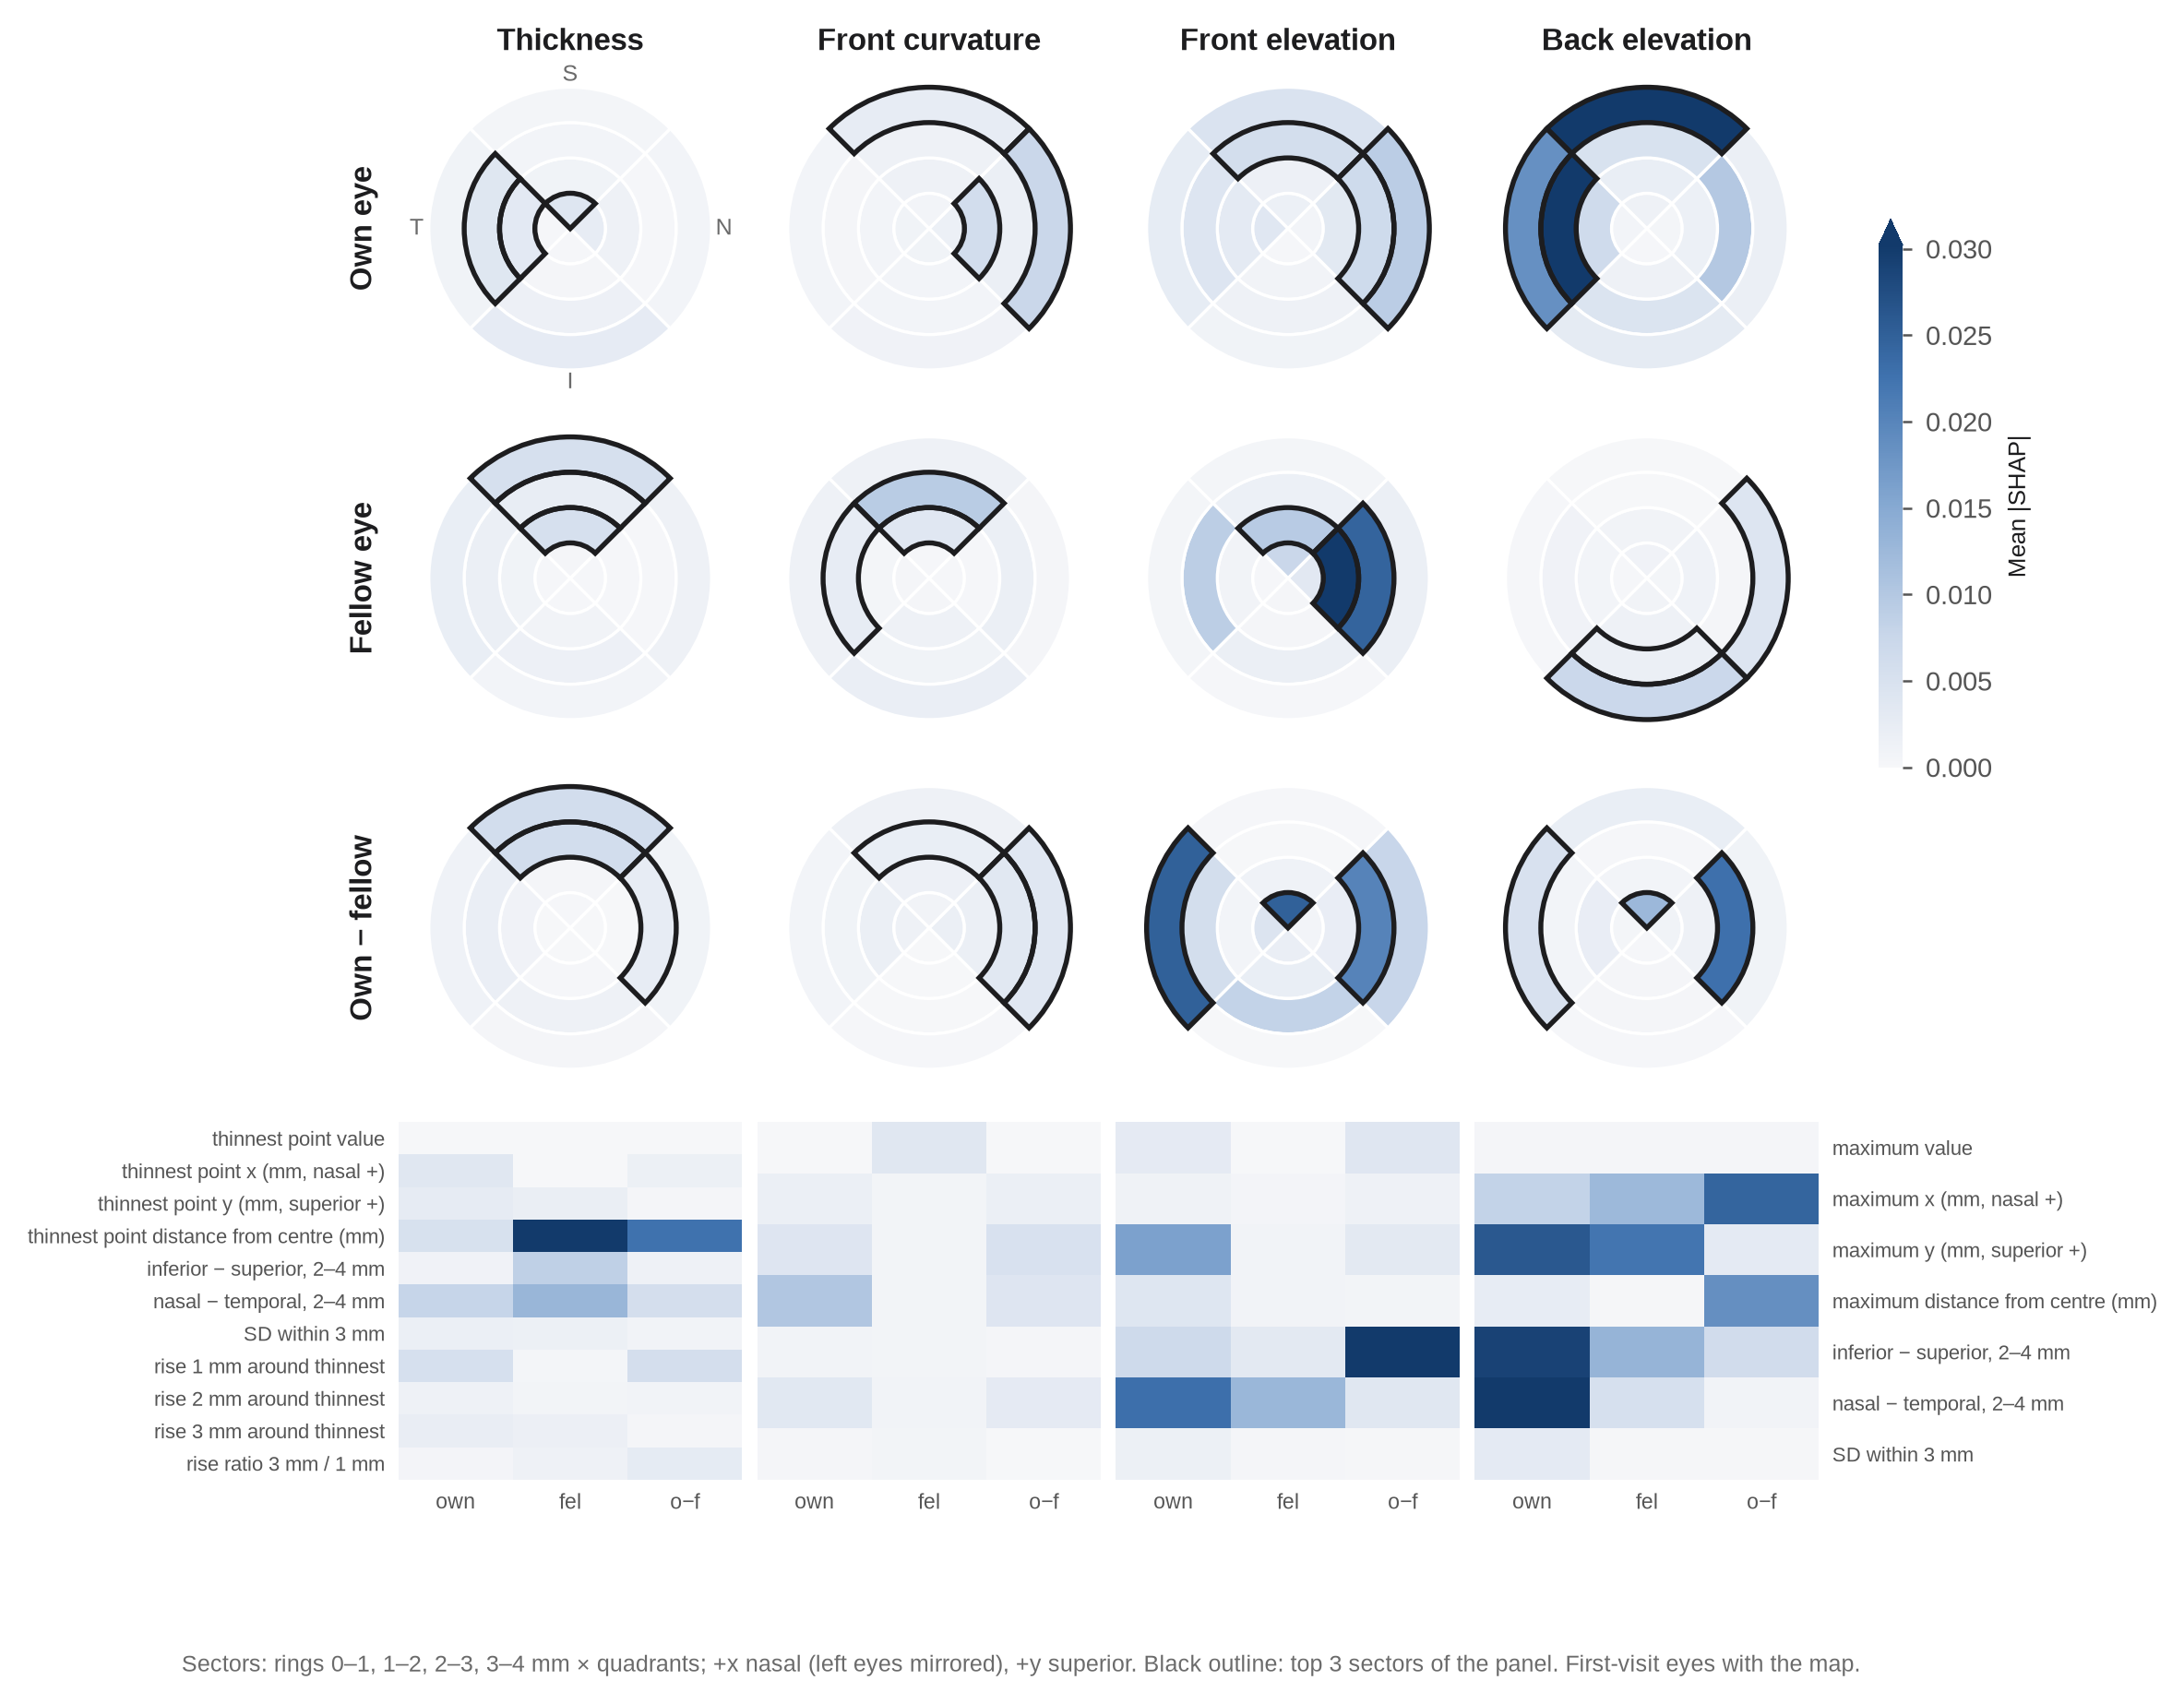 Thickness
Front curvature
Front elevation
Back elevation
S
T
N
I
Own eye
Fellow eye
Own − fellow
0.030
0.025
0.020
0.015
0.010
0.005
0.000
Mean |SHAP|
thinnest point value
thinnest point x (mm, nasal +)
thinnest point y (mm, superior +)
thinnest point distance from centre (mm)
inferior − superior, 2–4 mm
nasal − temporal, 2–4 mm
SD within 3 mm
rise 1 mm around thinnest
rise 2 mm around thinnest
rise 3 mm around thinnest
rise ratio 3 mm / 1 mm
maximum value
maximum x (mm, nasal +)
maximum y (mm, superior +)
maximum distance from centre (mm)
inferior − superior, 2–4 mm
nasal − temporal, 2–4 mm
SD within 3 mm
own fel o−f
own fel o−f
own fel o−f
own fel o−f
Sectors: rings 0–1, 1–2, 2–3, 3–4 mm × quadrants; +x nasal (left eyes mirrored), +y superior. Black outline: top 3 sectors of the panel. First-visit eyes with the map.